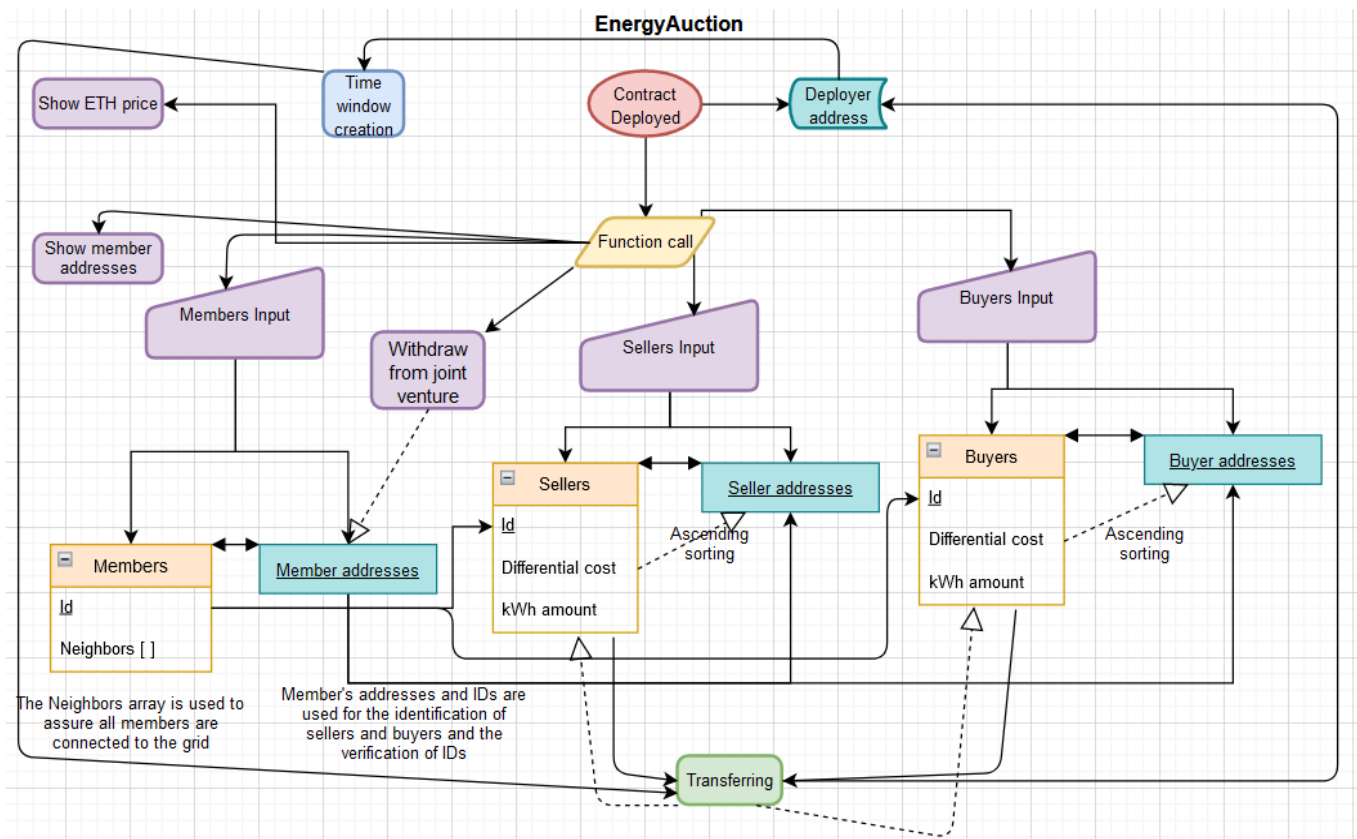 EnergyAuction
Time
window
creation
Show ETH price
Contract
Deployed
Deployer
address
Function call
Show member
addresses
Members Input
Withdraw
from joint
venture
Sellers Input
Buyers Input
Members
Id
Neighbors [ ]
Member addresses
Sellers
Id
Differential cost
kWh amount
Seller addresses
Ascending
sorting
Buyers
Id
Differential cost
kWh amount
Buyer addresses
Ascending
sorting
The Neighbors array is used to
assure all members are
connected to the grid
Member's addresses and IDs are
used for the identification of
sellers and buyers and the
verification of IDs
Transferring